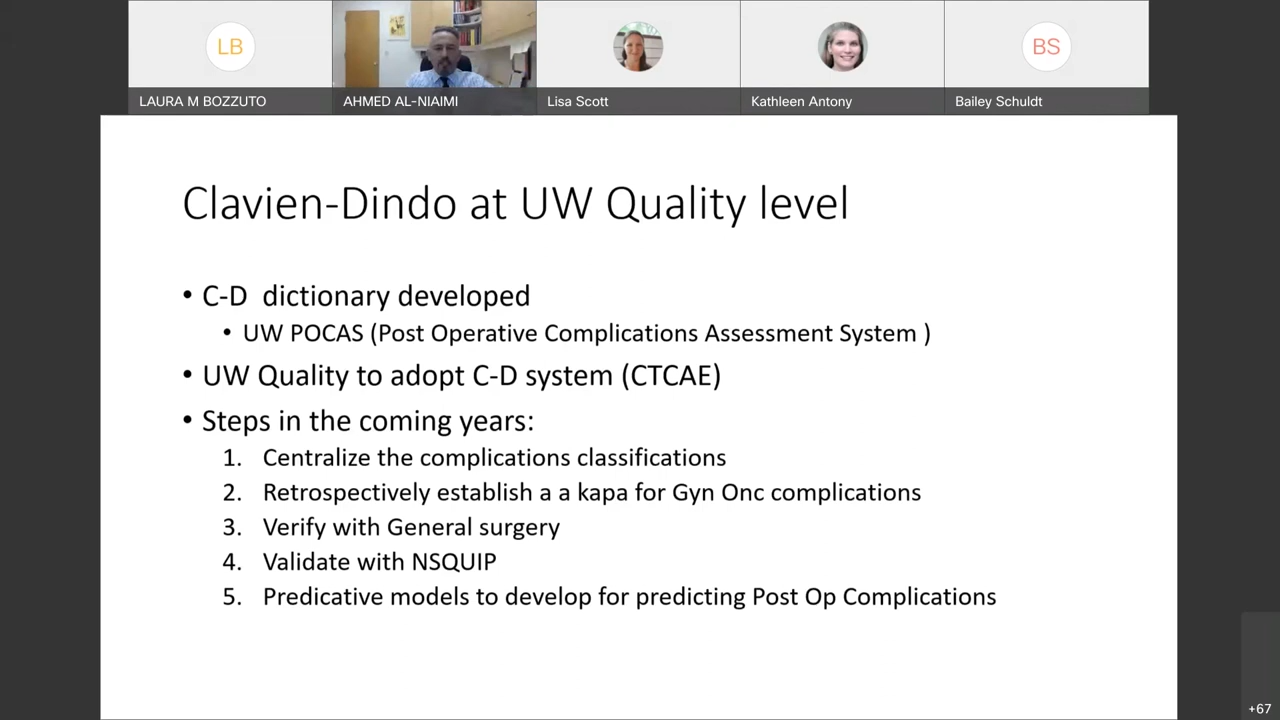 LB
BS
LAURA M BOZZUTO
AHMED AL-NIAIMI
Lisa Scott
Kathleen Antony
Bailey Schuldt
Clavien-Dindo at UW Quality level
• C-D dictionary developed
• UW POCAS (Post Operative Complications Assessment System )
• UW Quality to adopt C-D system (CTCAE)
• Steps in the coming years:
1. Centralize the complications classifications
2. Retrospectively establish a a kapa for Gyn Onc complications
3. Verify with General surgery
4. Validate with NSQUIP
5. Predicative models to develop for predicting Post Op Complications
+67